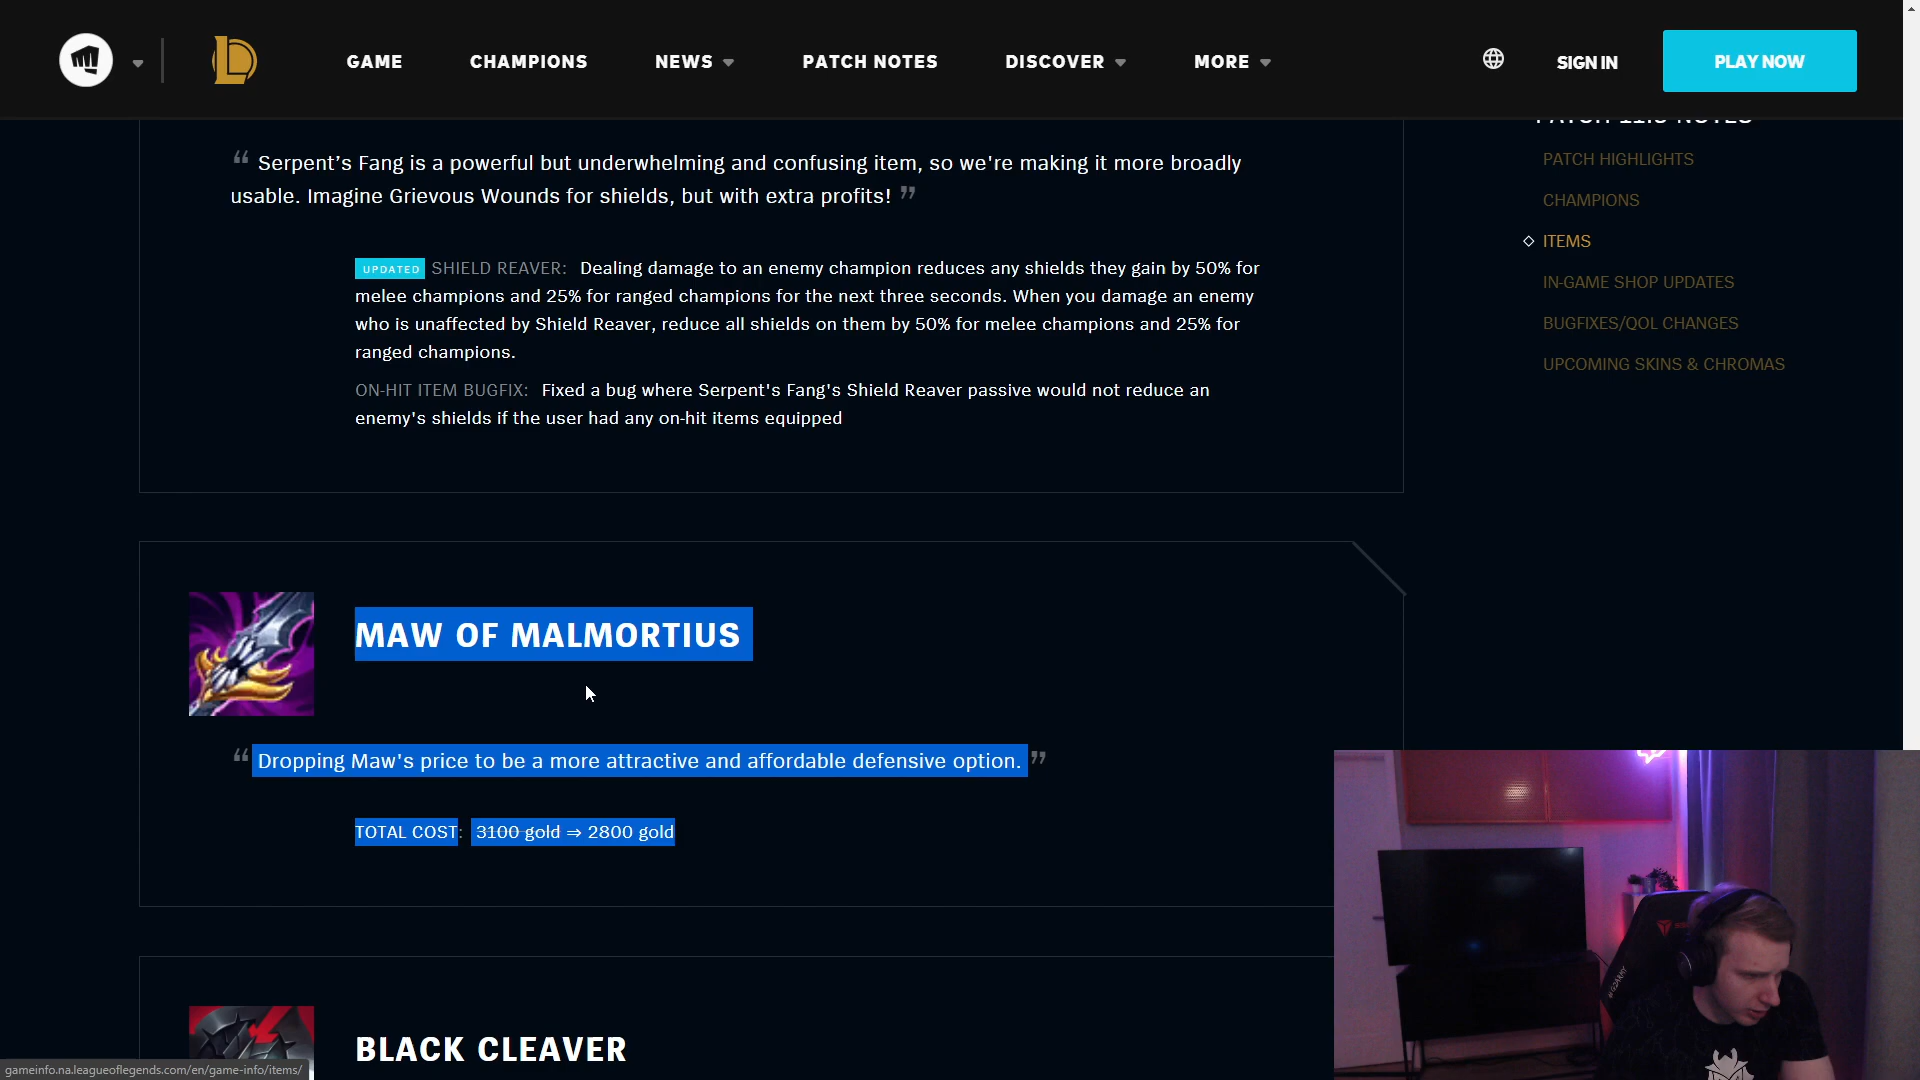 GAME CHAMPIONS NEWS PATCH NOTES DISCOVER MORE SIGN IN PLAY NOW
“ Serpent’s Fang is a powerful but underwhelming and confusing item, so we're making it more broadly
usable. Imagine Grievous Wounds for shields, but with extra profits! ”
UPDATED SHIELD REAVER: Dealing damage to an enemy champion reduces any shields they gain by 50% for
melee champions and 25% for ranged champions for the next three seconds. When you damage an enemy
who is unaffected by Shield Reaver, reduce all shields on them by 50% for melee champions and 25% for
ranged champions.
ON-HIT ITEM BUGFIX: Fixed a bug where Serpent's Fang's Shield Reaver passive would not reduce an
enemy's shields if the user had any on-hit items equipped
MAW OF MALMORTIUS
“ Dropping Maw's price to be a more attractive and affordable defensive option. ”
TOTAL COST: 3100 gold ⇒ 2800 gold
BLACK CLEAVER
gameinfo.na.leagueoflegends.com/en/game-info/items/
PATCH HIGHLIGHTS
CHAMPIONS
ITEMS
IN-GAME SHOP UPDATES
BUGFIXES/QOL CHANGES
UPCOMING SKINS & CHROMAS